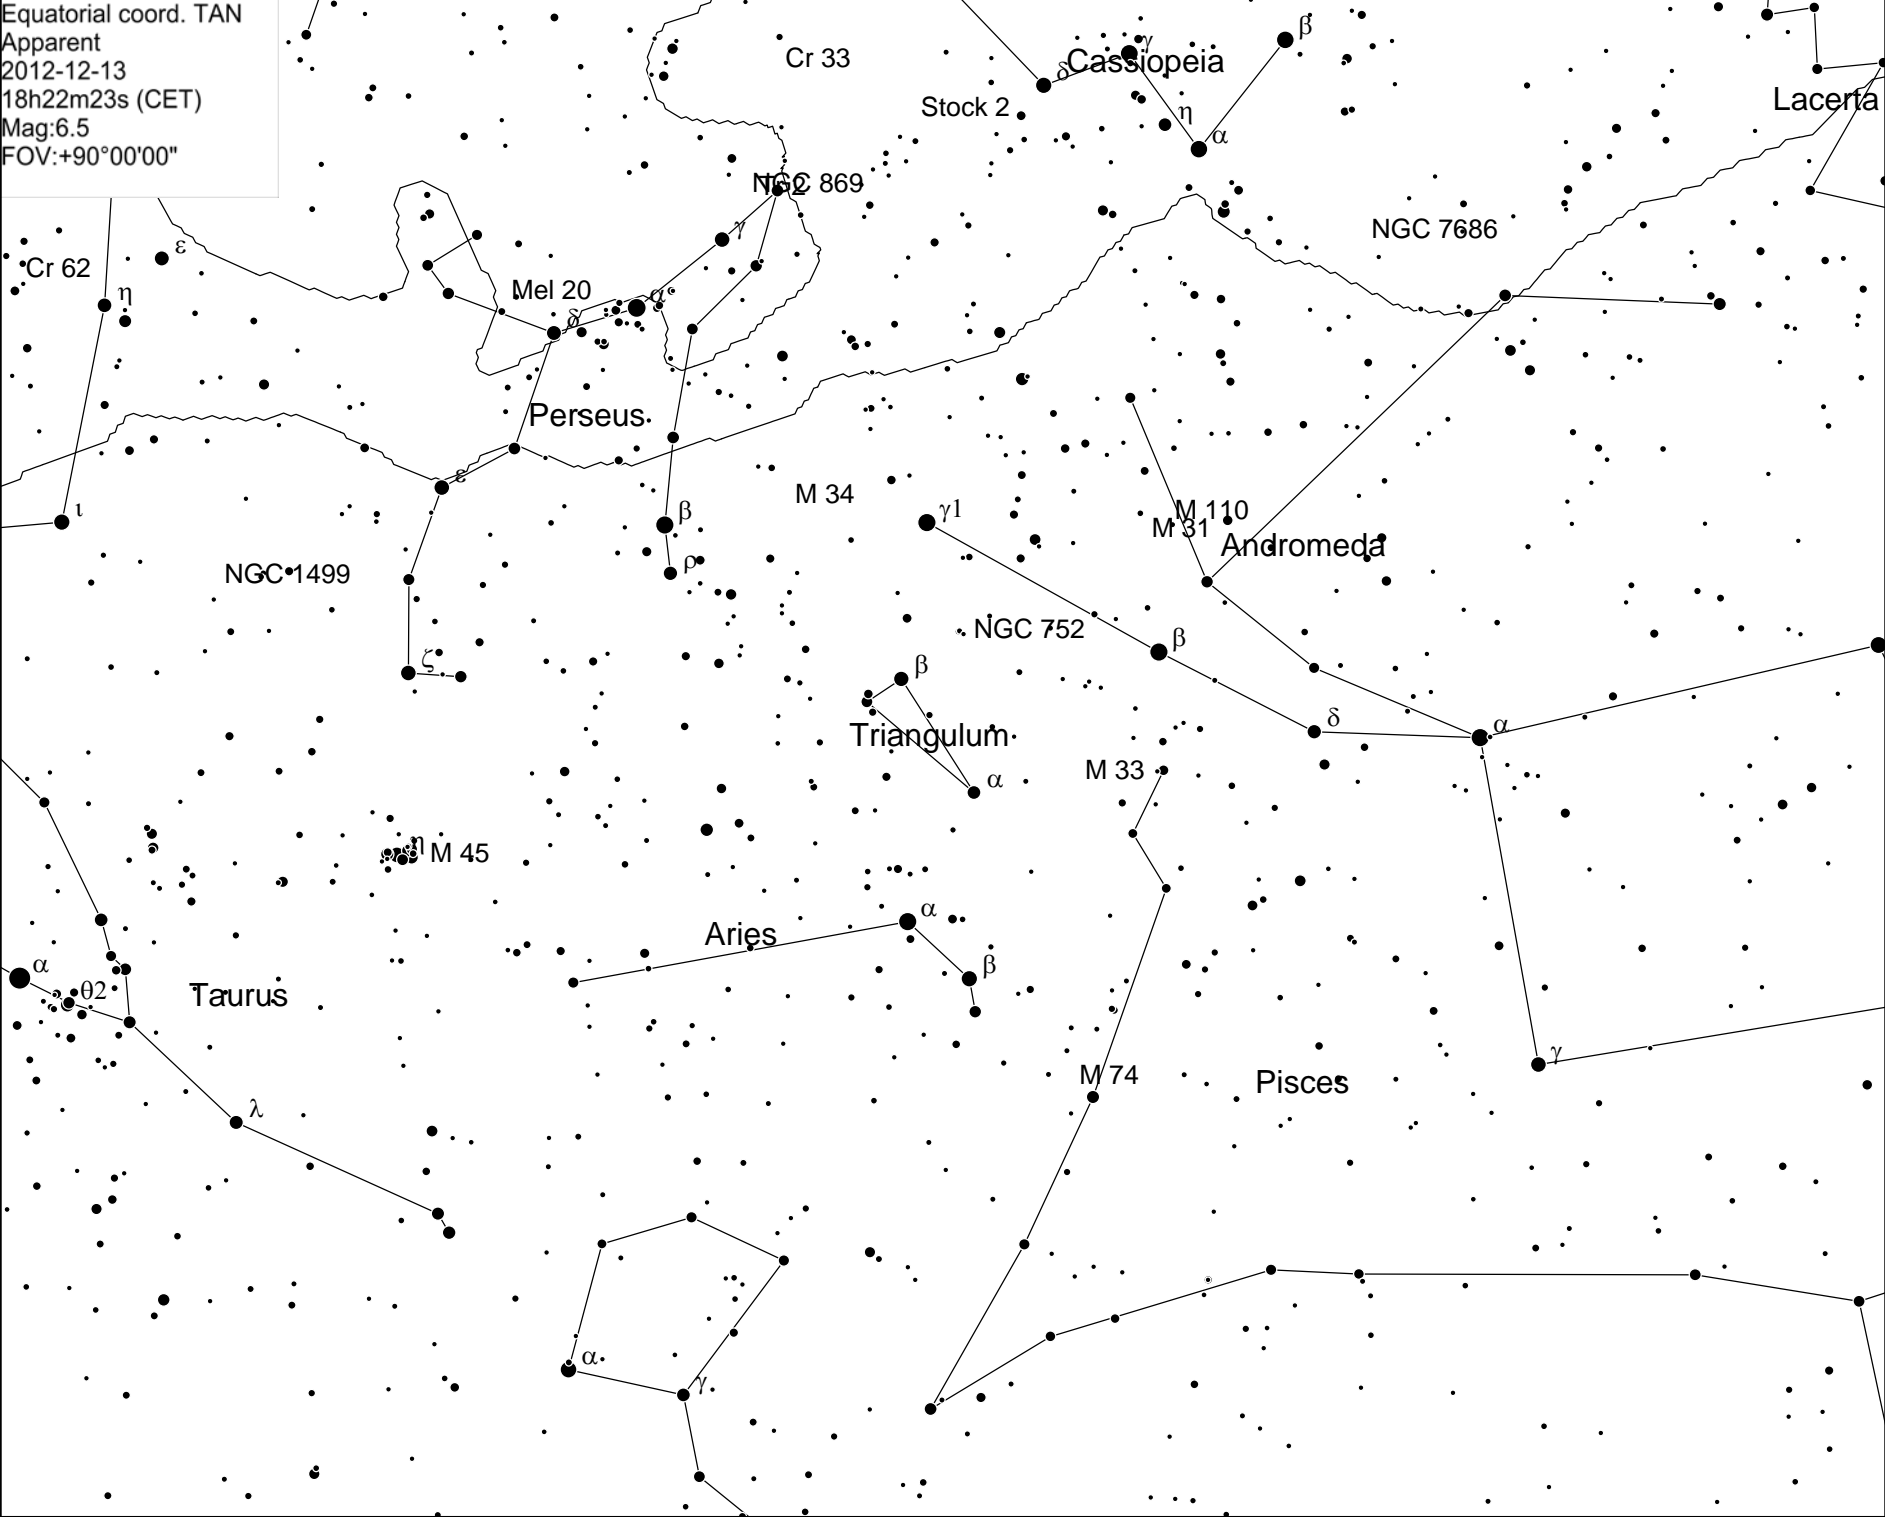 Equatorial coord. TAN
Apparent
2012-12-13
18h22m23s (CET)
Mag:6.5
FOV:+90°00'00"
β
γ
Cr 33
δ
Cassiopeia
Lacerta
Stock 2
η
α
NGC 869
γ
NGC 7686
ε
Cr 62
η
Mel 20
α
δ
Perseus
ε
M 34
ι
β
γ1
M 110
M 31
Andromeda
ρ
NGC 1499
NGC 752
ζ
β
β
δ
α
Triangulum
M 33
α
η
M 45
α
Aries
β
α
θ2
Taurus
γ
M 74
Pisces
λ
α
γ